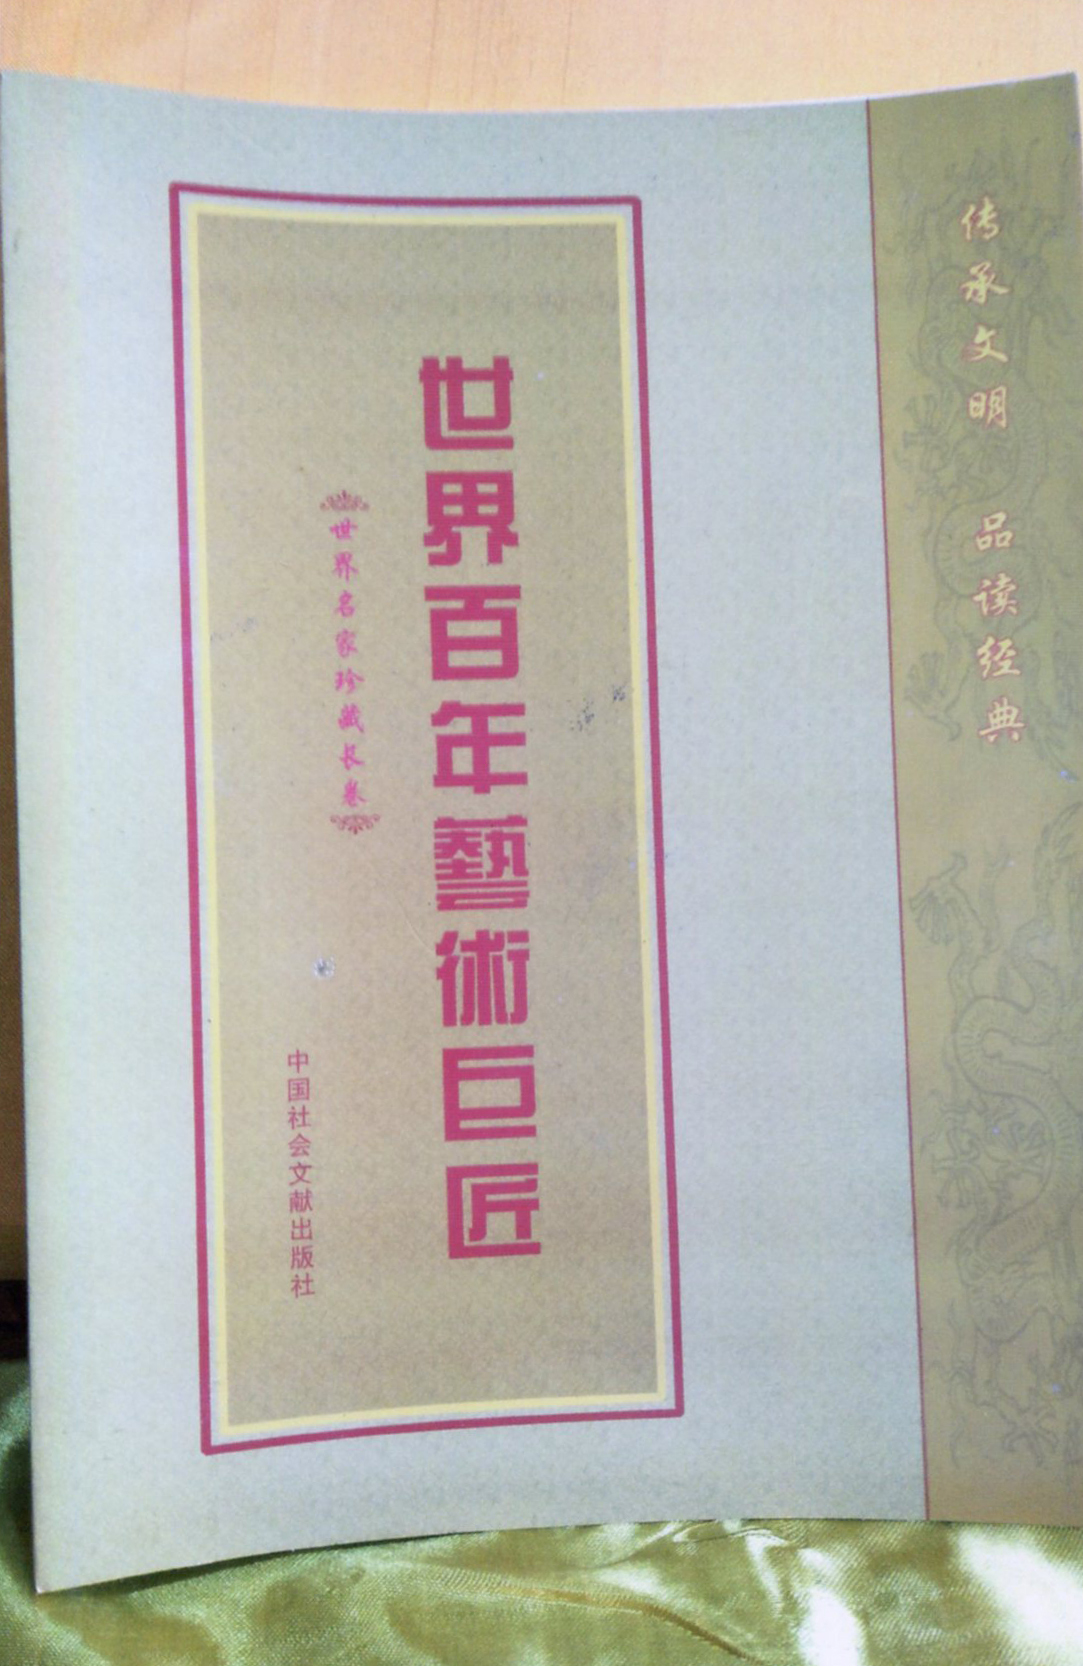 传承文明 品读经典
世界百年藝術巨匠
世界名家珍藏长卷
中国社会文献出版社